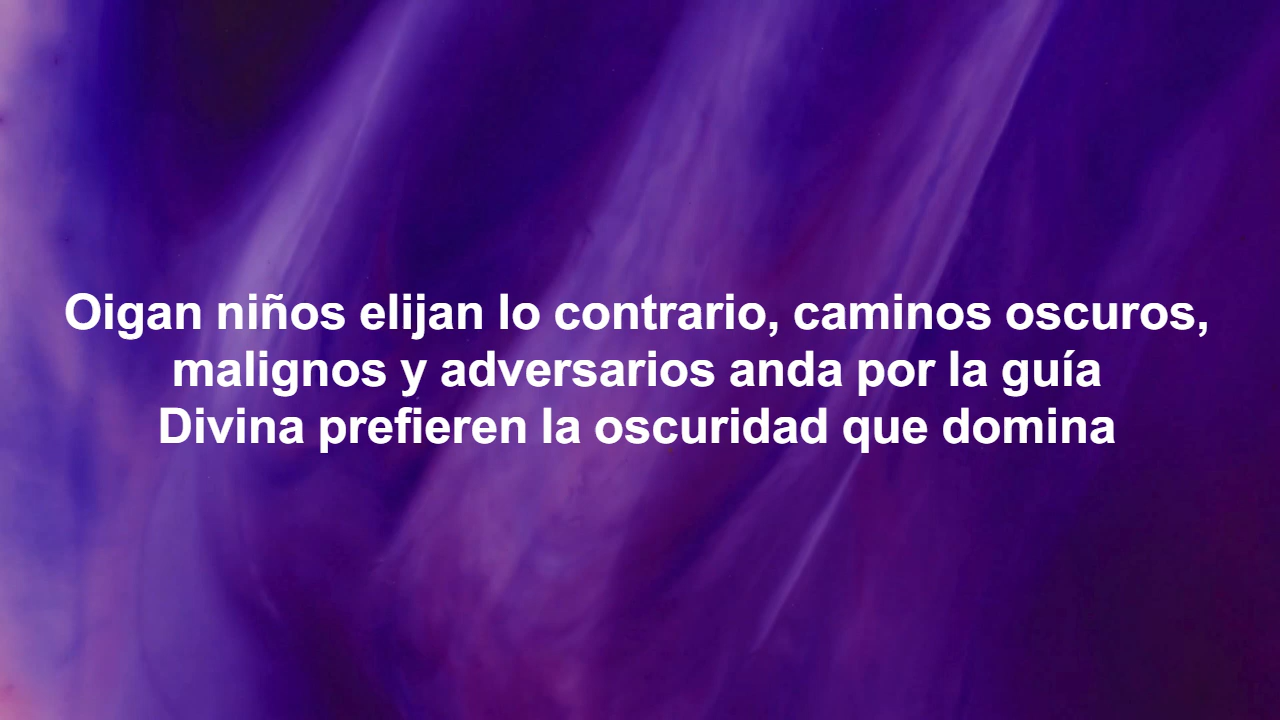 Oigan niños elijan lo contrario, caminos oscuros,
malignos y adversarios anda por la guía
Divina prefieren la oscuridad que domina